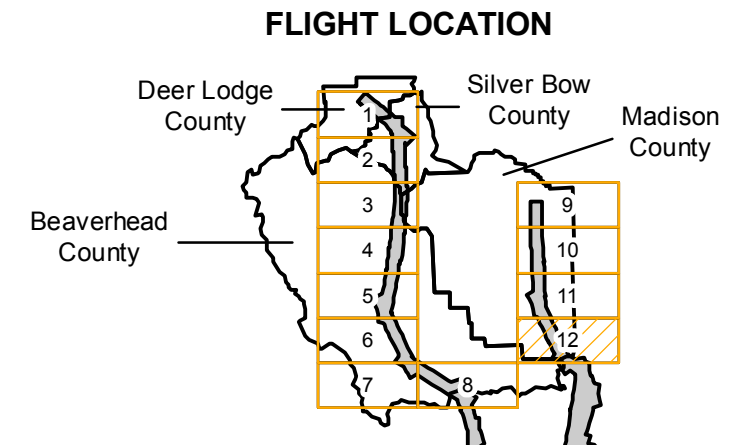 FLIGHT LOCATION
Deer Lodge
County
Silver Bow
County
Madison
County
Beaverhead
County
1
2
3
4
5
6
7
8
9
10
11
12